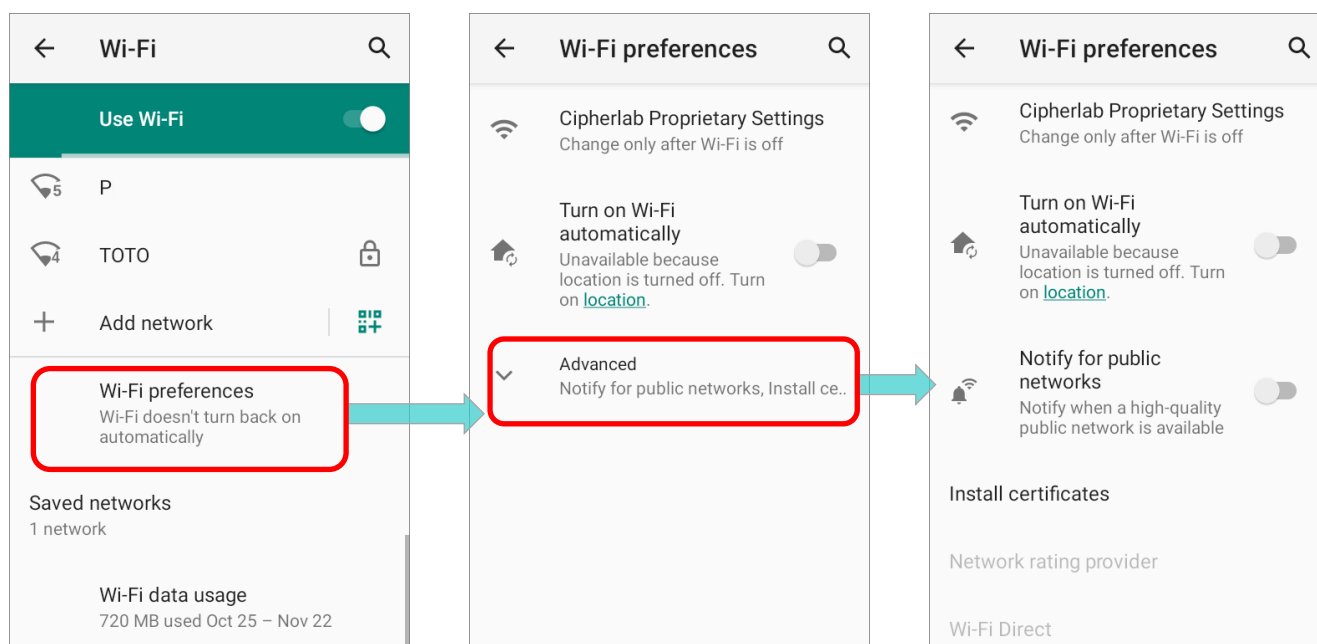 Wi-Fi
Use Wi-Fi
5
P
4
TOTO
Add network
Wi-Fi preferences
Wi-Fi doesn't turn back on
automatically
Saved networks
1 network
Wi-Fi data usage
720 MB used Oct 25 – Nov 22
Wi-Fi preferences
Cipherlab Proprietary Settings
Change only after Wi-Fi is off
Turn on Wi-Fi
automatically
Unavailable because
location is turned off. Turn
on location.
Advanced
Notify for public networks, Install ce..
Wi-Fi preferences
Cipherlab Proprietary Settings
Change only after Wi-Fi is off
Turn on Wi-Fi
automatically
Unavailable because
location is turned off. Turn
on location.
Notify for public
networks
Notify when a high-quality
public network is available
Install certificates
Network rating provider
Wi-Fi Direct